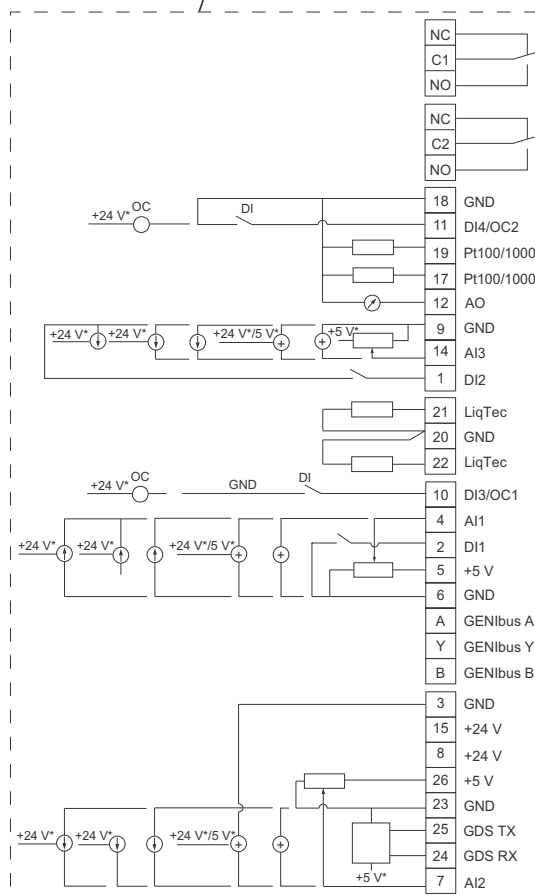 NC
C1
NO
NC
C2
NO
18 GND
+24 V* OC DI 11 DI4/OC2
19 Pt100/1000
17 Pt100/1000
12 AO
9 GND
+24 V* +24 V* +24 V*/5 V* +5 V*
14 AI3
1 DI2
21 LiqTec
20 GND
22 LiqTec
+24 V* OC GND DI 10 DI3/OC1
4 AI1
2 DI1
+24 V* +24 V* +24 V*/5 V*
5 +5 V
6 GND
A GENIbus A
Y GENIbus Y
B GENIbus B
3 GND
15 +24 V
8 +24 V
26 +5 V
23 GND
25 GDS TX
+24 V* +24 V* +24 V*/5 V*
24 GDS RX
+5 V* 7 AI2